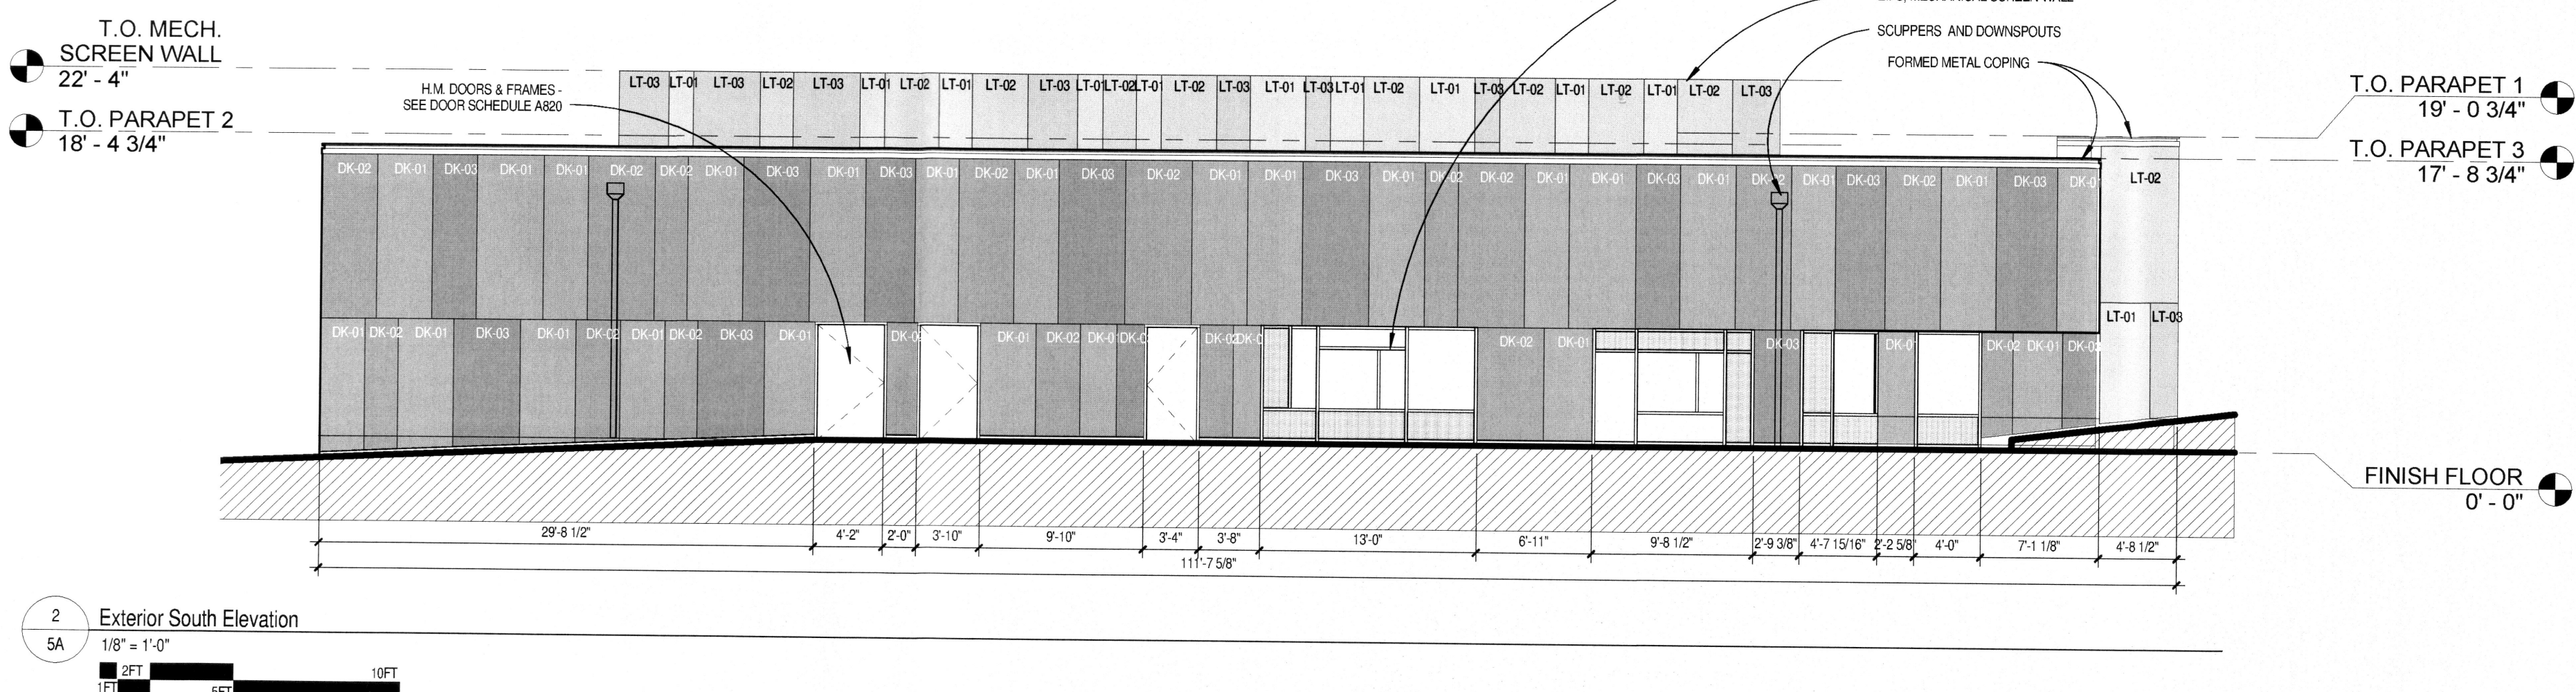 T.O. MECH.
SCREEN WALL
22' - 4"
T.O. PARAPET 2
18' - 4 3/4"
H.M. DOORS & FRAMES -
SEE DOOR SCHEDULE A820
SCUPPERS AND DOWNSPOUTS
FORMED METAL COPING
T.O. PARAPET 1
19' - 0 3/4"
T.O. PARAPET 3
17' - 8 3/4"
LT-03 LT-01 LT-03 LT-02 LT-03 LT-01 LT-02 LT-01 LT-02 LT-03 LT-01 LT-02 LT-01 LT-02 LT-03 LT-01 LT-03 LT-01 LT-02 LT-01 LT-03 LT-02 LT-01 LT-02 LT-01 LT-02 LT-03
DK-02 DK-01 DK-03 DK-01 DK-01 DK-02 DK-02 DK-01 DK-03 DK-01 DK-03 DK-01 DK-02 DK-01 DK-03 DK-02 DK-01 DK-01 DK-03 DK-01 DK-02 DK-02 DK-01 DK-01 DK-03 DK-01 DK-02 DK-01 DK-03 DK-02 DK-01 DK-03 DK-01
LT-02
DK-01 DK-02 DK-01 DK-03 DK-01 DK-02 DK-01 DK-02 DK-03 DK-01 DK-01 DK-02 DK-01 DK-02 DK-01 DK-03 DK-01 DK-02 DK-01 DK-03
LT-01 LT-03
FINISH FLOOR
0' - 0"
29'-8 1/2" 4'-2" 2'-0" 3'-10" 9'-10" 3'-4" 3'-8" 13'-0" 6'-11" 9'-8 1/2" 2'-9 3/8" 4'-7 15/16" 2'-2 5/8" 4'-0" 7'-1 1/8" 4'-8 1/2"
111'-7 5/8"
2
5A
Exterior South Elevation
1/8" = 1'-0"
2FT 10FT
1FT 5FT